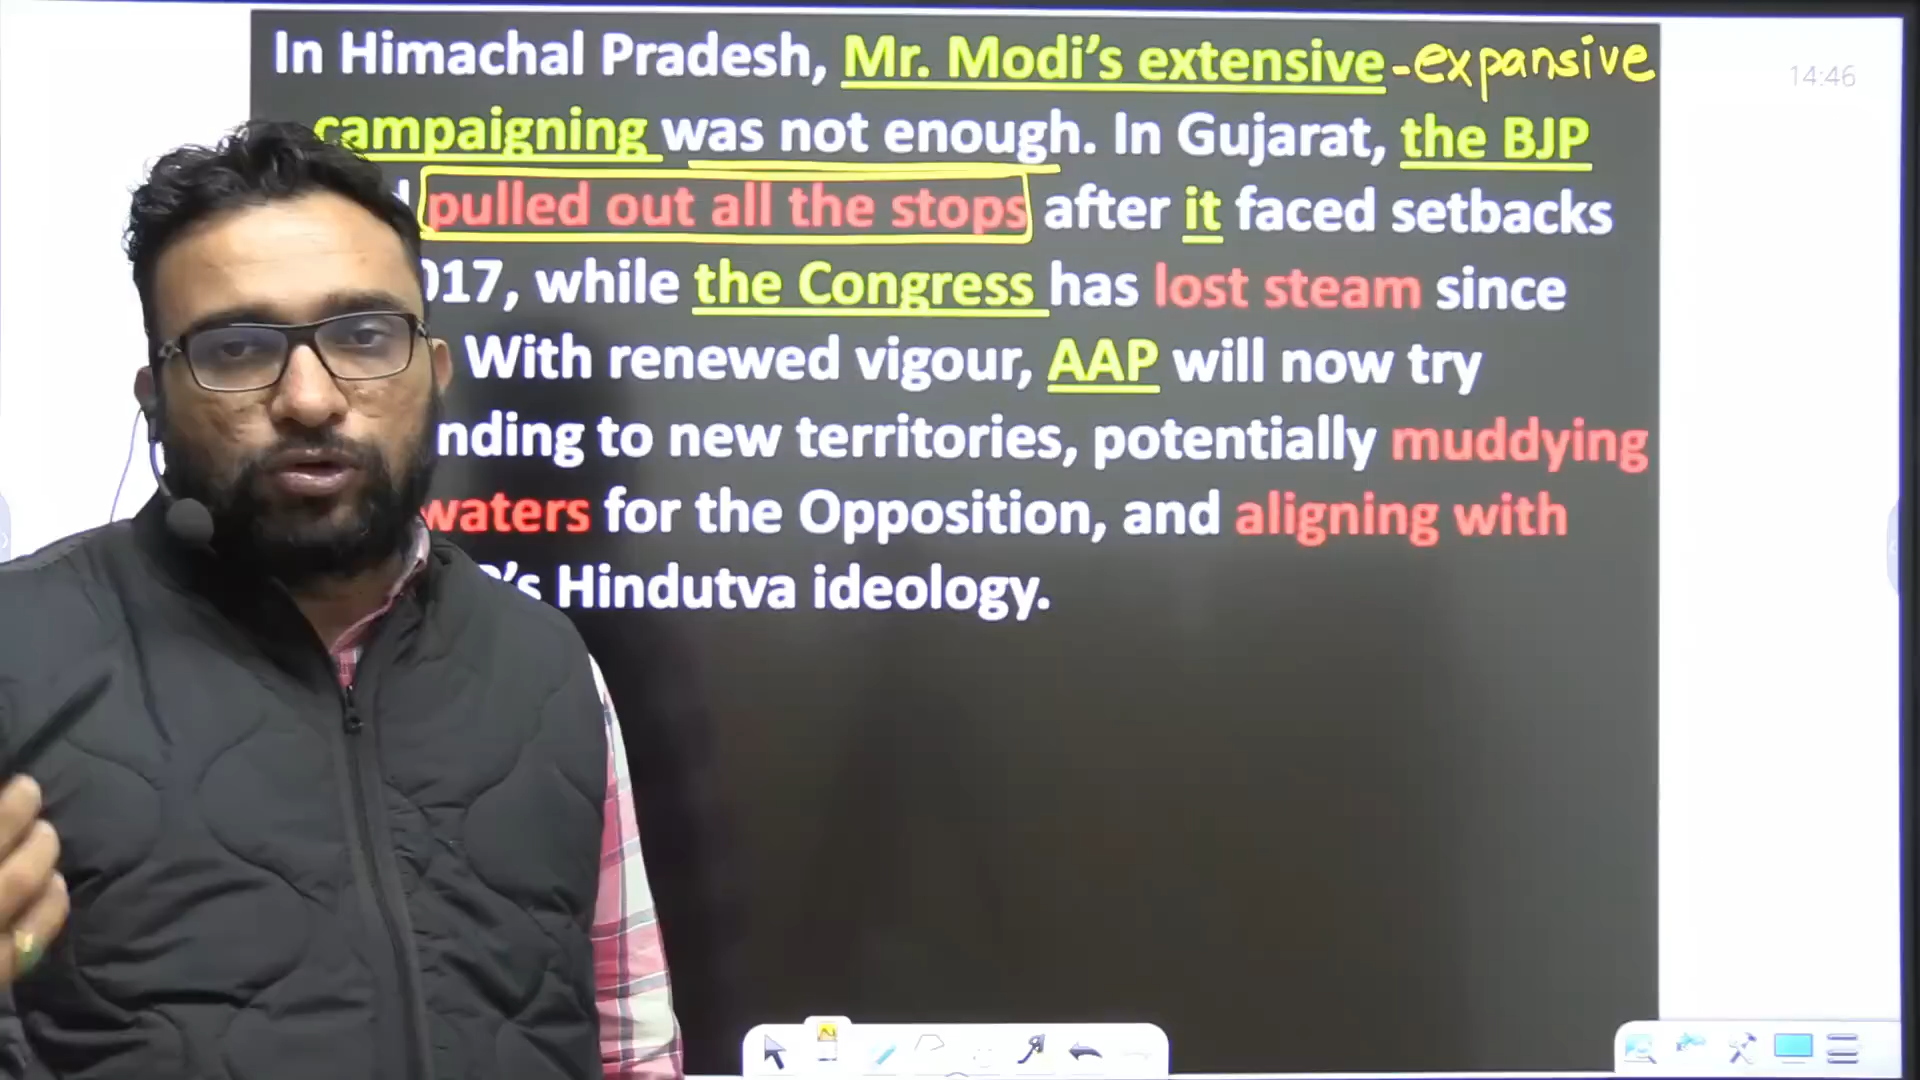 In Himachal Pradesh, Mr. Modi's extensive -expansive
campaigning was not enough. In Gujarat, the BJP
pulled out all the stops after it faced setbacks
017, while the Congress has lost steam since
With renewed vigour, AAP will now try
nding to new territories, potentially muddying
waters for the Opposition, and aligning with
's Hindutva ideology.
14:46